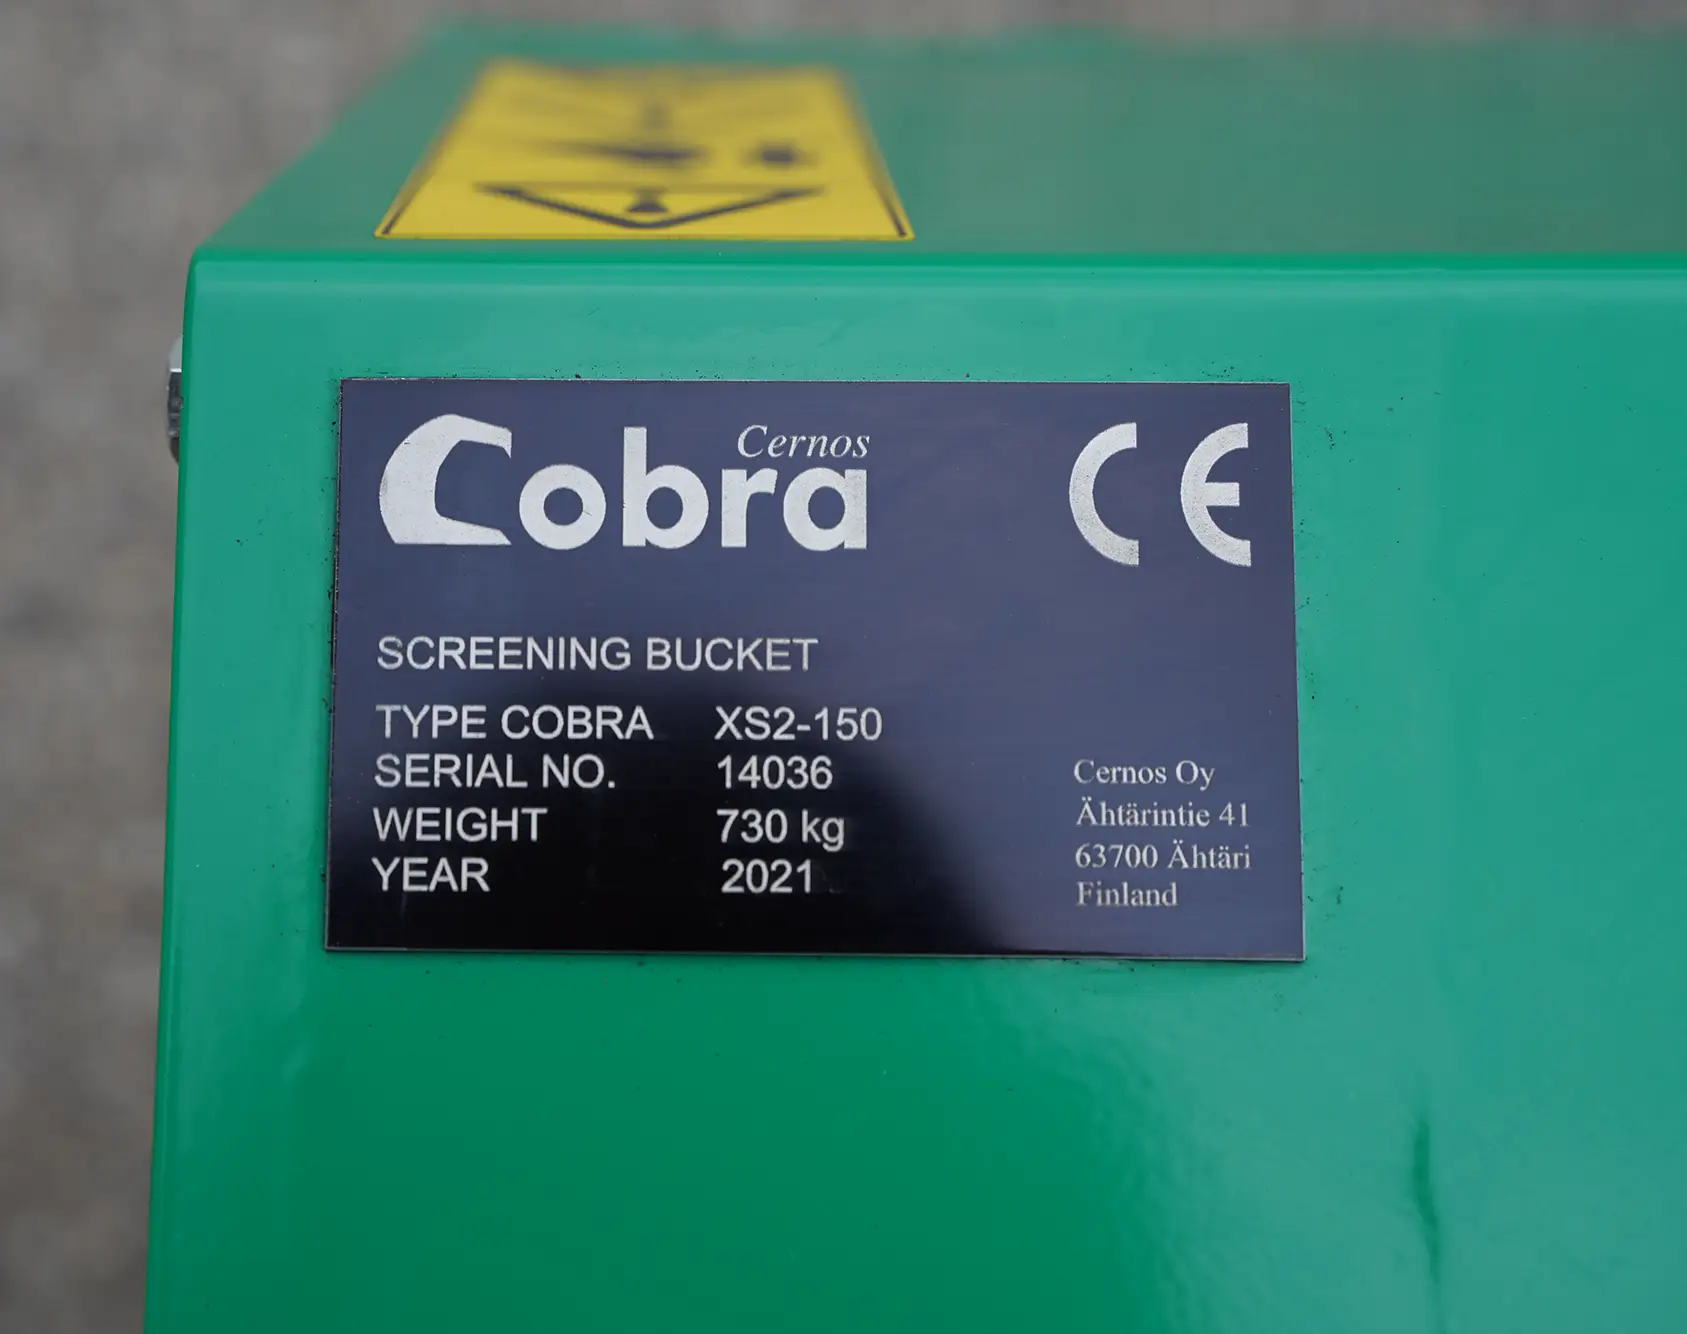 Cernos
Cobra
CE
SCREENING BUCKET
TYPE COBRA XS2-150
SERIAL NO. 14036
WEIGHT 730 kg
YEAR 2021
Cernos Oy
Ähtärintie 41
63700 Ähtäri
Finland